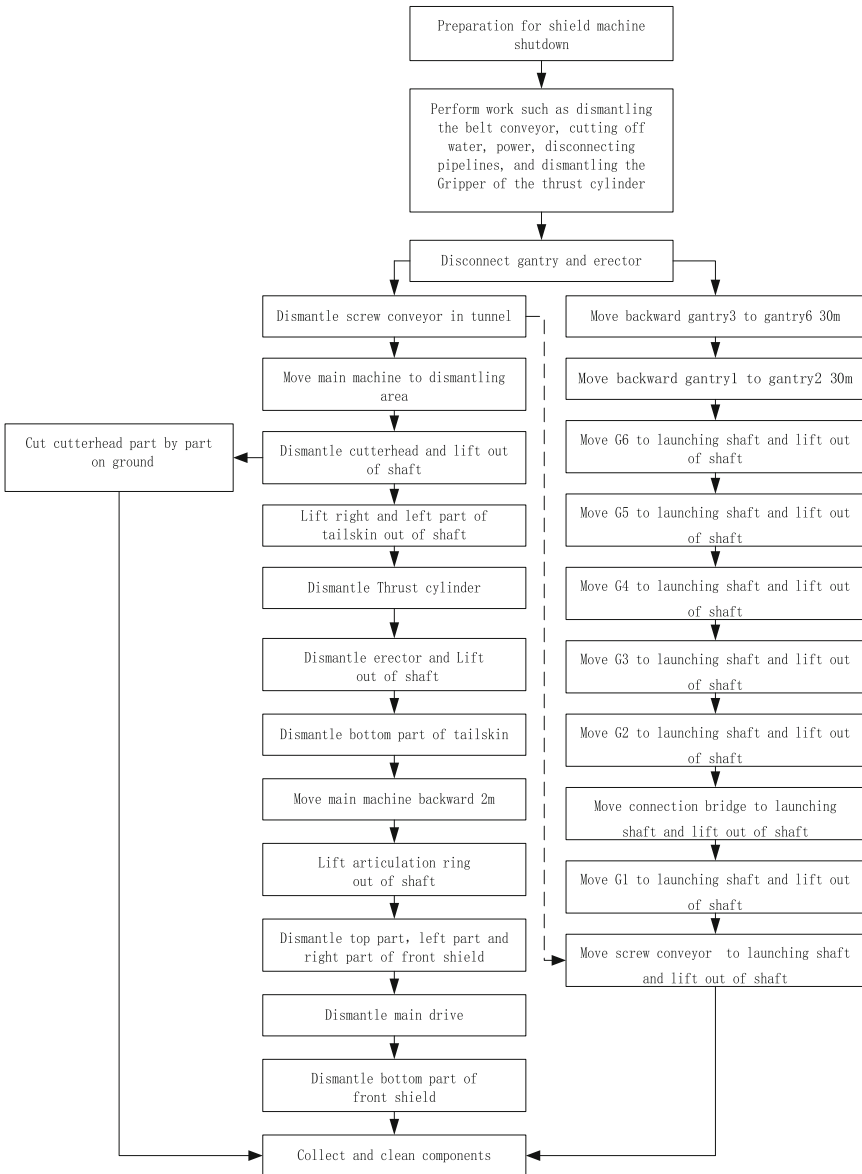 Preparation for shield machine
shutdown
Perform work such as dismantling
the belt conveyor, cutting off
water, power, disconnecting
pipelines, and dismantling the
Gripper of the thrust cylinder
Disconnect gantry and erector
Dismantle screw conveyor in tunnel
Move main machine to dismantling
area
Cut cutterhead part by part
on ground
Dismantle cutterhead and lift out
of shaft
Lift right and left part of
tailskin out of shaft
Dismantle Thrust cylinder
Dismantle erector and Lift
out of shaft
Dismantle bottom part of tailskin
Move main machine backward 2m
Lift articulation ring
out of shaft
Dismantle top part, left part and
right part of front shield
Dismantle main drive
Dismantle bottom part of
front shield
Move backward gantry3 to gantry6 30m
Move backward gantry1 to gantry2 30m
Move G6 to launching shaft and lift out
of shaft
Move G5 to launching shaft and lift out
of shaft
Move G4 to launching shaft and lift out
of shaft
Move G3 to launching shaft and lift out
of shaft
Move G2 to launching shaft and lift out
of shaft
Move connection bridge to launching
shaft and lift out of shaft
Move G1 to launching shaft and lift out
of shaft
Move screw conveyor to launching shaft
and lift out of shaft
Collect and clean components